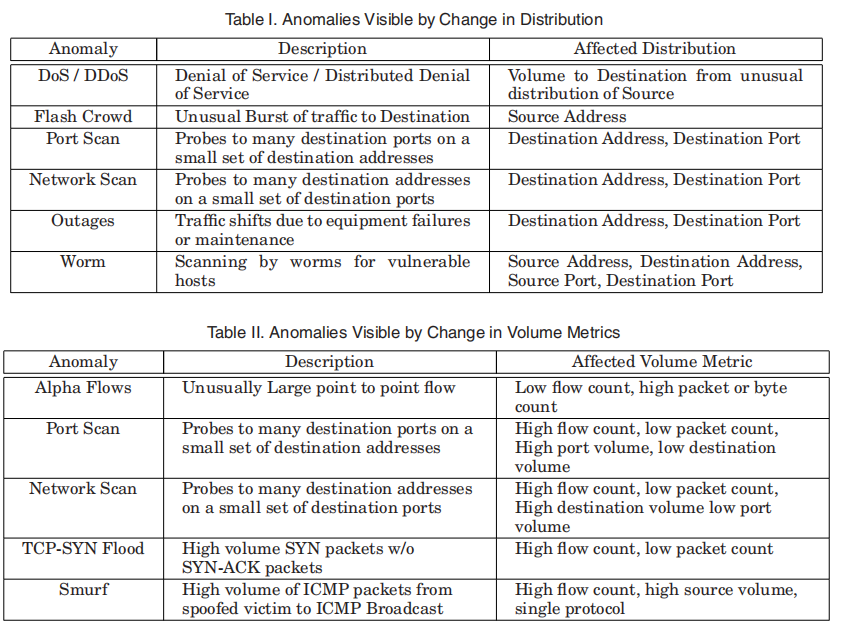 Table I. Anomalies Visible by Change in Distribution
Anomaly Description Affected Distribution
DoS / DDoS Denial of Service / Distributed Denial Volume to Destination from unusual
of Service distribution of Source
Flash Crowd Unusual Burst of traffic to Destination Source Address
Port Scan Probes to many destination ports on a Destination Address, Destination Port
small set of destination addresses
Network Scan Probes to many destination addresses Destination Address, Destination Port
on a small set of destination ports
Outages Traffic shifts due to equipment failures Destination Address, Destination Port
or maintenance
Worm Scanning by worms for vulnerable Source Address, Destination Address,
hosts Source Port, Destination Port
Table II. Anomalies Visible by Change in Volume Metrics
Anomaly Description Affected Volume Metric
Alpha Flows Unusually Large point to point flow Low flow count, high packet or byte
count
Port Scan Probes to many destination ports on a High flow count, low packet count,
small set of destination addresses High port volume, low destination
volume
Network Scan Probes to many destination addresses High flow count, low packet count,
on a small set of destination ports High destination volume low port
volume
TCP-SYN Flood High volume SYN packets w/o High flow count, low packet count
SYN-ACK packets
Smurf High volume of ICMP packets from High flow count, high source volume,
spoofed victim to ICMP Broadcast single protocol